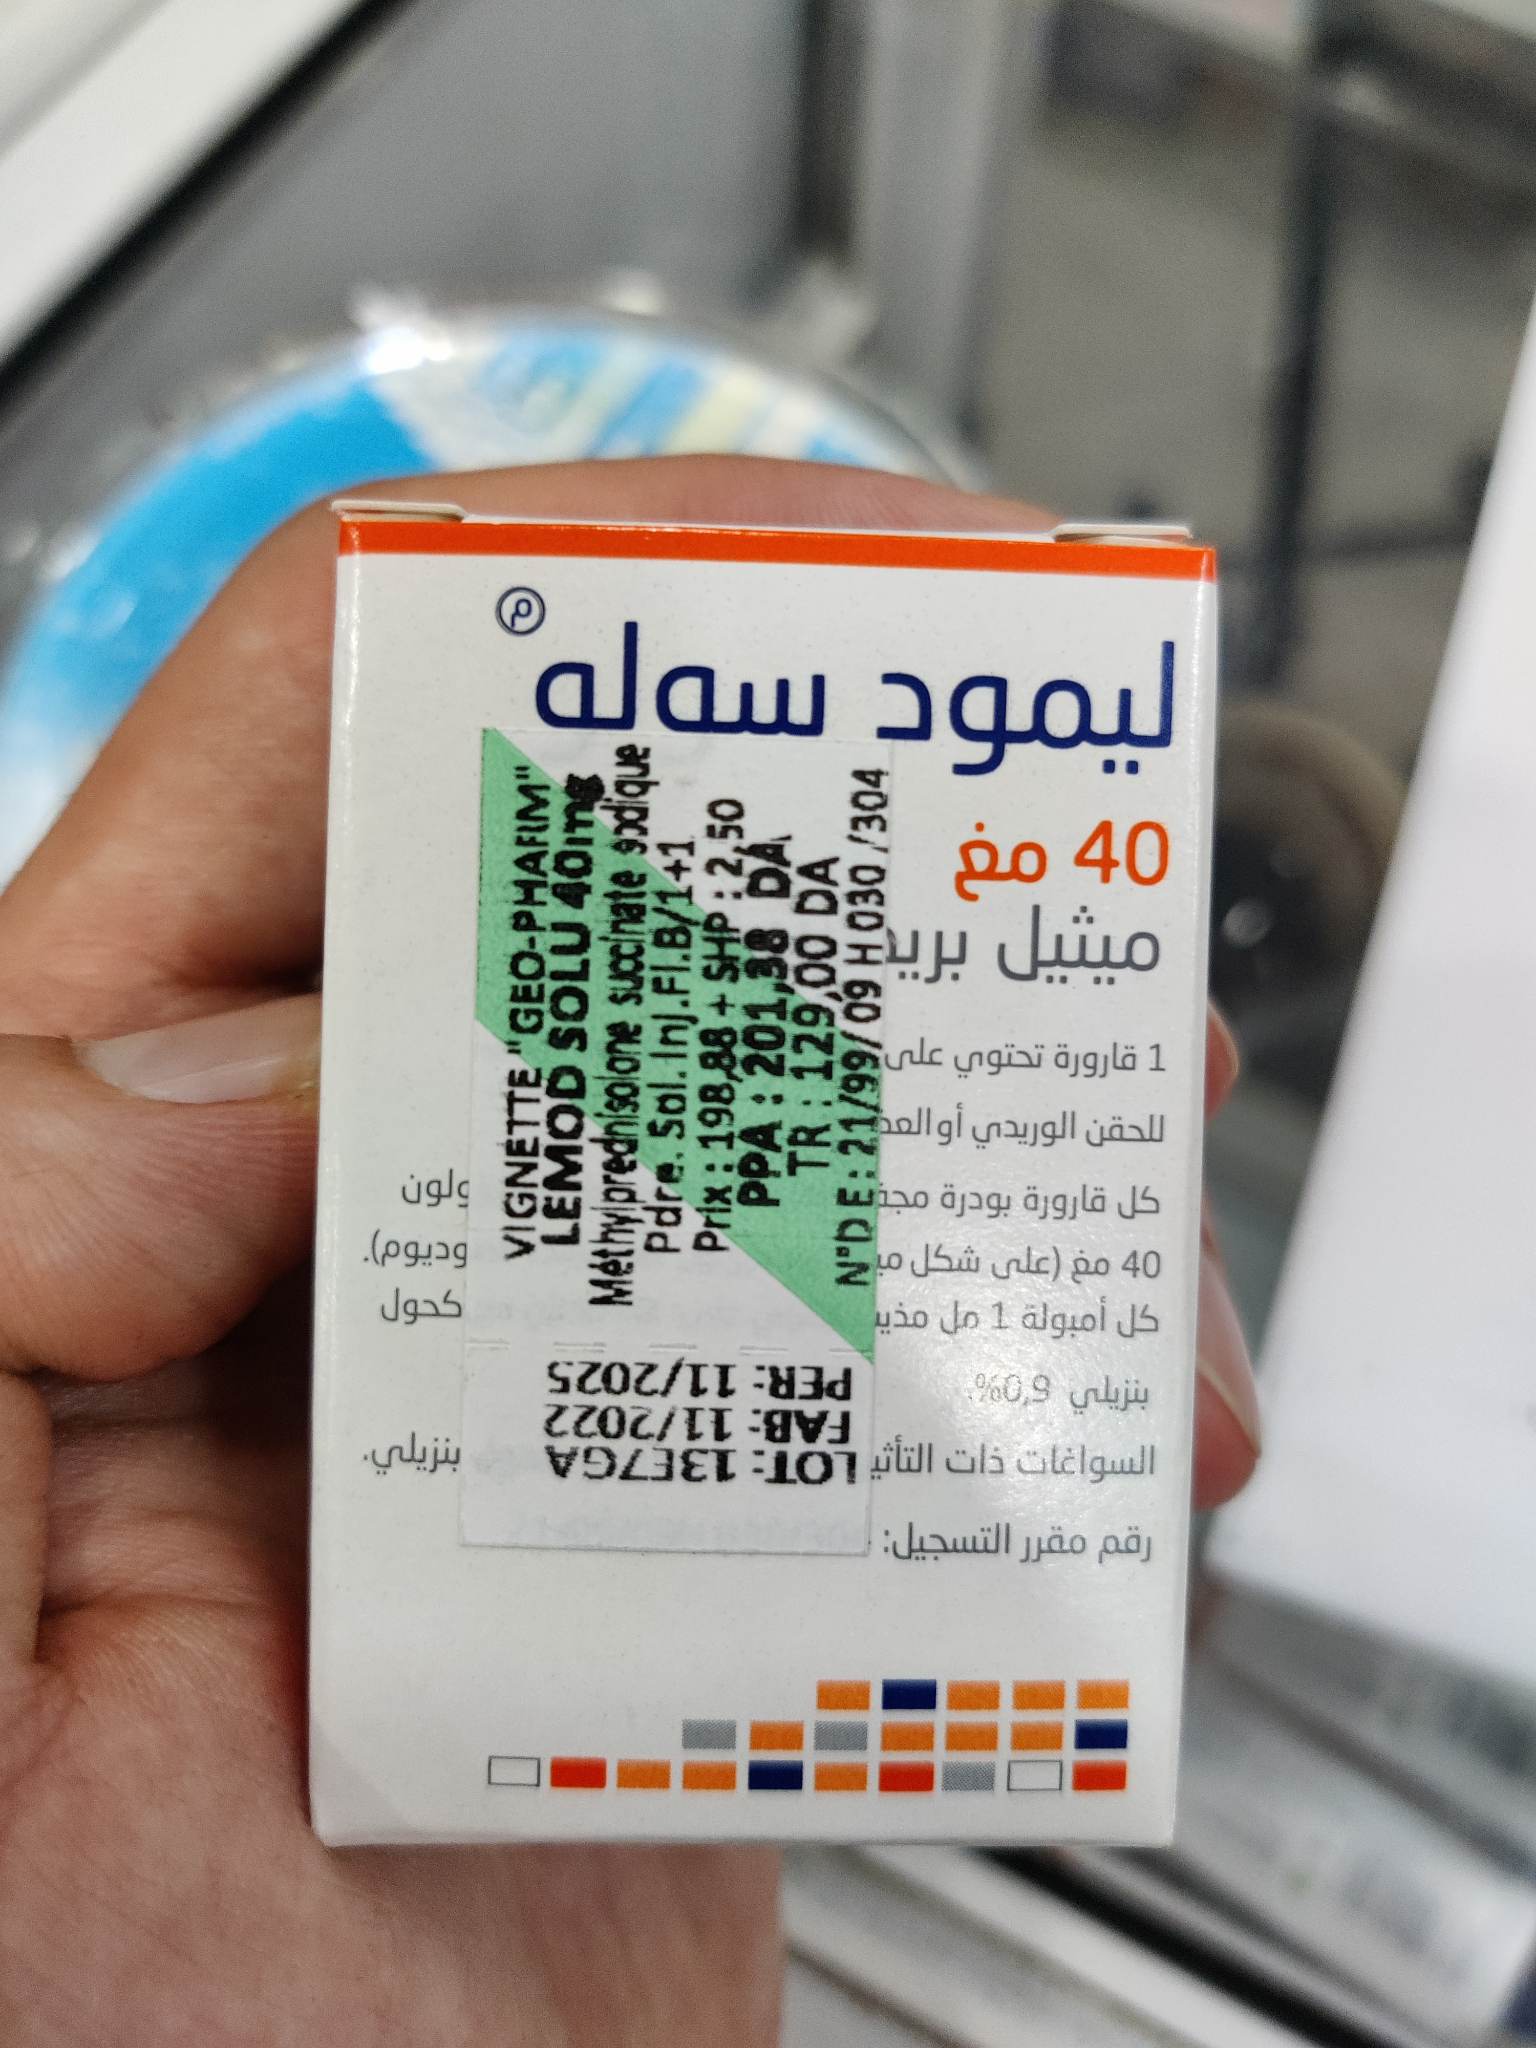 ليمود سولو
40 مغ
ميثيل بريد
1 قارورة تحتوي على
للحقن الوريدي أو العض
كل قارورة بودرة مجف
ولون
40 مغ (على شكل مي
وديوم).
كل أمبولة 1 مل مذيب
كحول
بنزيلي 0,9%.
السواغات ذات التأثي
بنزيلي.
رقم مقرر التسجيل:
VIGNETTE "GEO-PHARM"
LEMOD SOLU 40mg
Méthylprednisolone succinate sodique
Pdre. Sol. Inj.Fl.B/1+1
Prix : 198,88 + SHP : 2,50
PPA : 201,38 DA
TR : 129,00 DA
N°D E : 21/99/ 09 H 030 /304
LOT: 13E7GA
FAB: 11/2022
PER: 11/2025